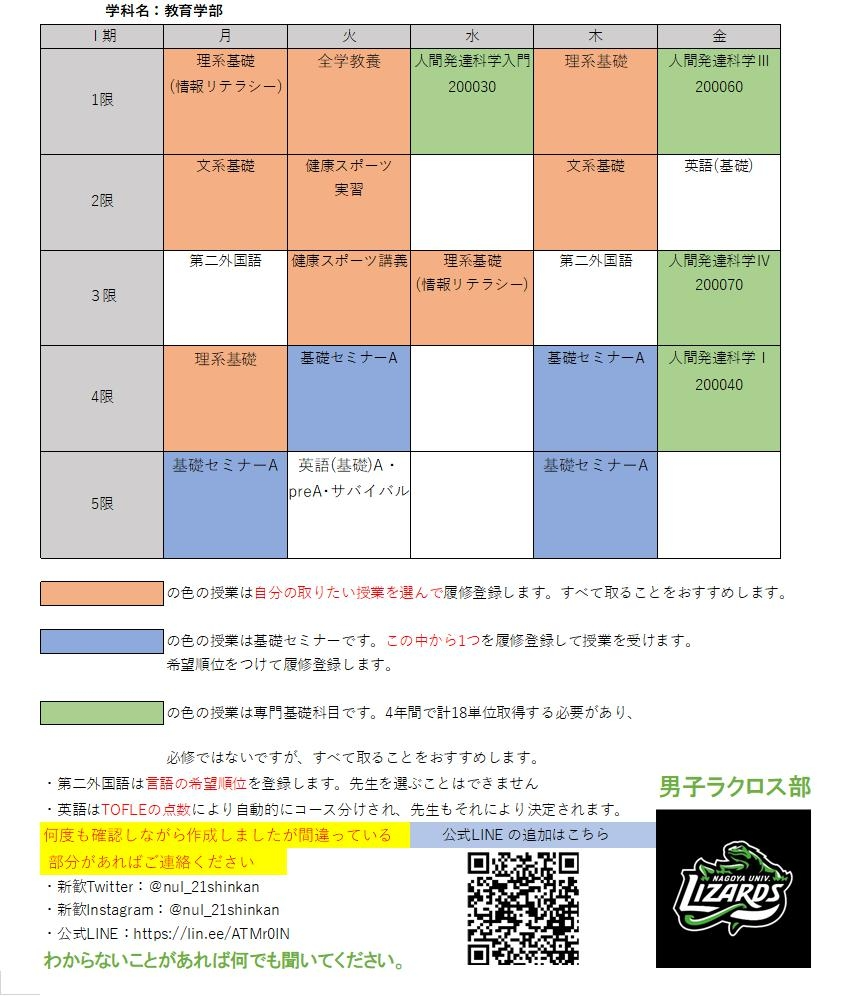 学科名：教育学部
Ⅰ期 月 火 水 木 金
1限
理系基礎
(情報リテラシー)
全学教養
人間発達科学入門
200030
理系基礎
人間発達科学Ⅲ
200060
2限
文系基礎
健康スポーツ
実習
文系基礎
英語(基礎)
３限
第二外国語
健康スポーツ講義
理系基礎
(情報リテラシー)
第二外国語
人間発達科学Ⅳ
200070
4限
理系基礎
基礎セミナーA
基礎セミナーA
人間発達科学Ⅰ
200040
5限
基礎セミナーA
英語(基礎)A・
preA・サバイバル
基礎セミナーA
の色の授業は自分の取りたい授業を選んで履修登録します。すべて取ることをおすすめします。
の色の授業は基礎セミナーです。この中から1つを履修登録して授業を受けます。
希望順位をつけて履修登録します。
の色の授業は専門基礎科目です。4年間で計18単位取得する必要があり、
必修ではないですが、すべて取ることをおすすめします。
・第二外国語は言語の希望順位を登録します。先生を選ぶことはできません
・英語はTOFLEの点数により自動的にコース分けされ、先生もそれにより決定されます。
何度も確認しながら作成しましたが間違っている
部分があればご連絡ください
・新歓Twitter：@nul_21shinkan
・新歓Instagram：@nul_21shinkan
・公式LINE：https://lin.ee/ATMr0IN
わからないことがあれば何でも聞いてください。
公式LINE の追加はこちら
男子ラクロス部
NAGOYA UNIV.
LIZARDS